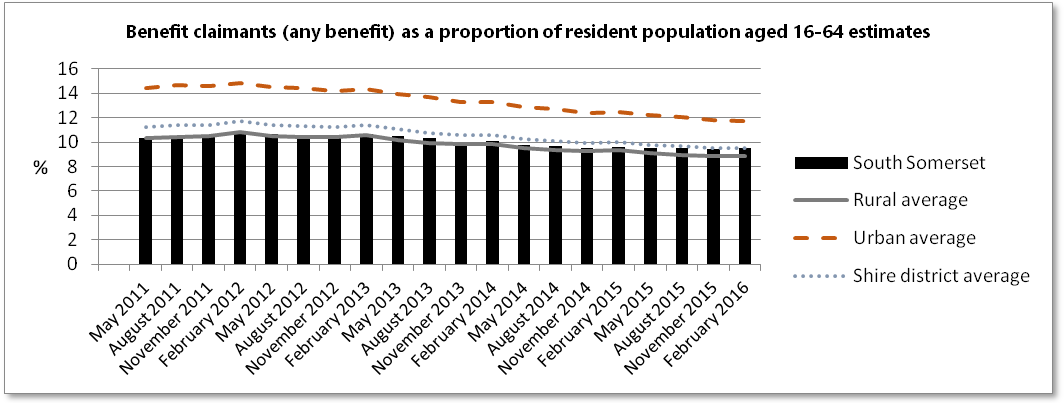 Benefit claimants (any benefit) as a proportion of resident population aged 16-64 estimates
16
14
12
10
8
6
4
2
0
%
May 2011
August 2011
November 2011
February 2012
May 2012
August 2012
November 2012
February 2013
May 2013
August 2013
November 2013
February 2014
May 2014
August 2014
November 2014
February 2015
May 2015
August 2015
November 2015
February 2016
South Somerset
Rural average
Urban average
Shire district average